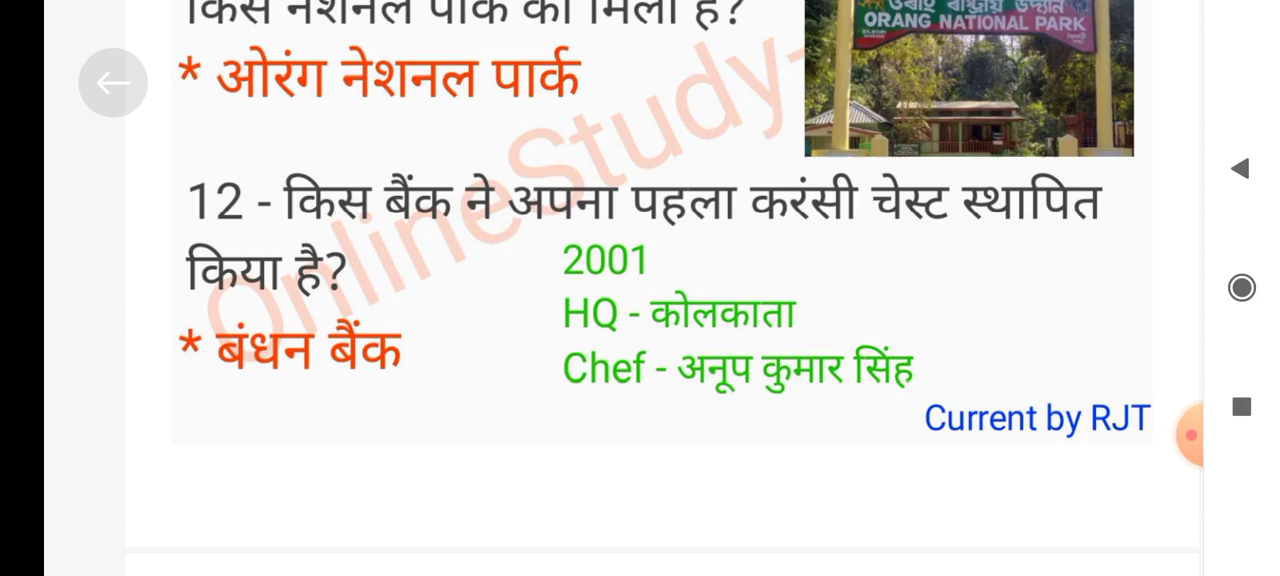 किस नेशनल पार्क को मिला है?
ORANG NATIONAL PARK
* ओरंग नेशनल पार्क
OnlineStudy-
12 - किस बैंक ने अपना पहला करंसी चेस्ट स्थापित
किया है?
2001
HQ - कोलकाता
* बंधन बैंक
Chef - अनूप कुमार सिंह
Current by RJT